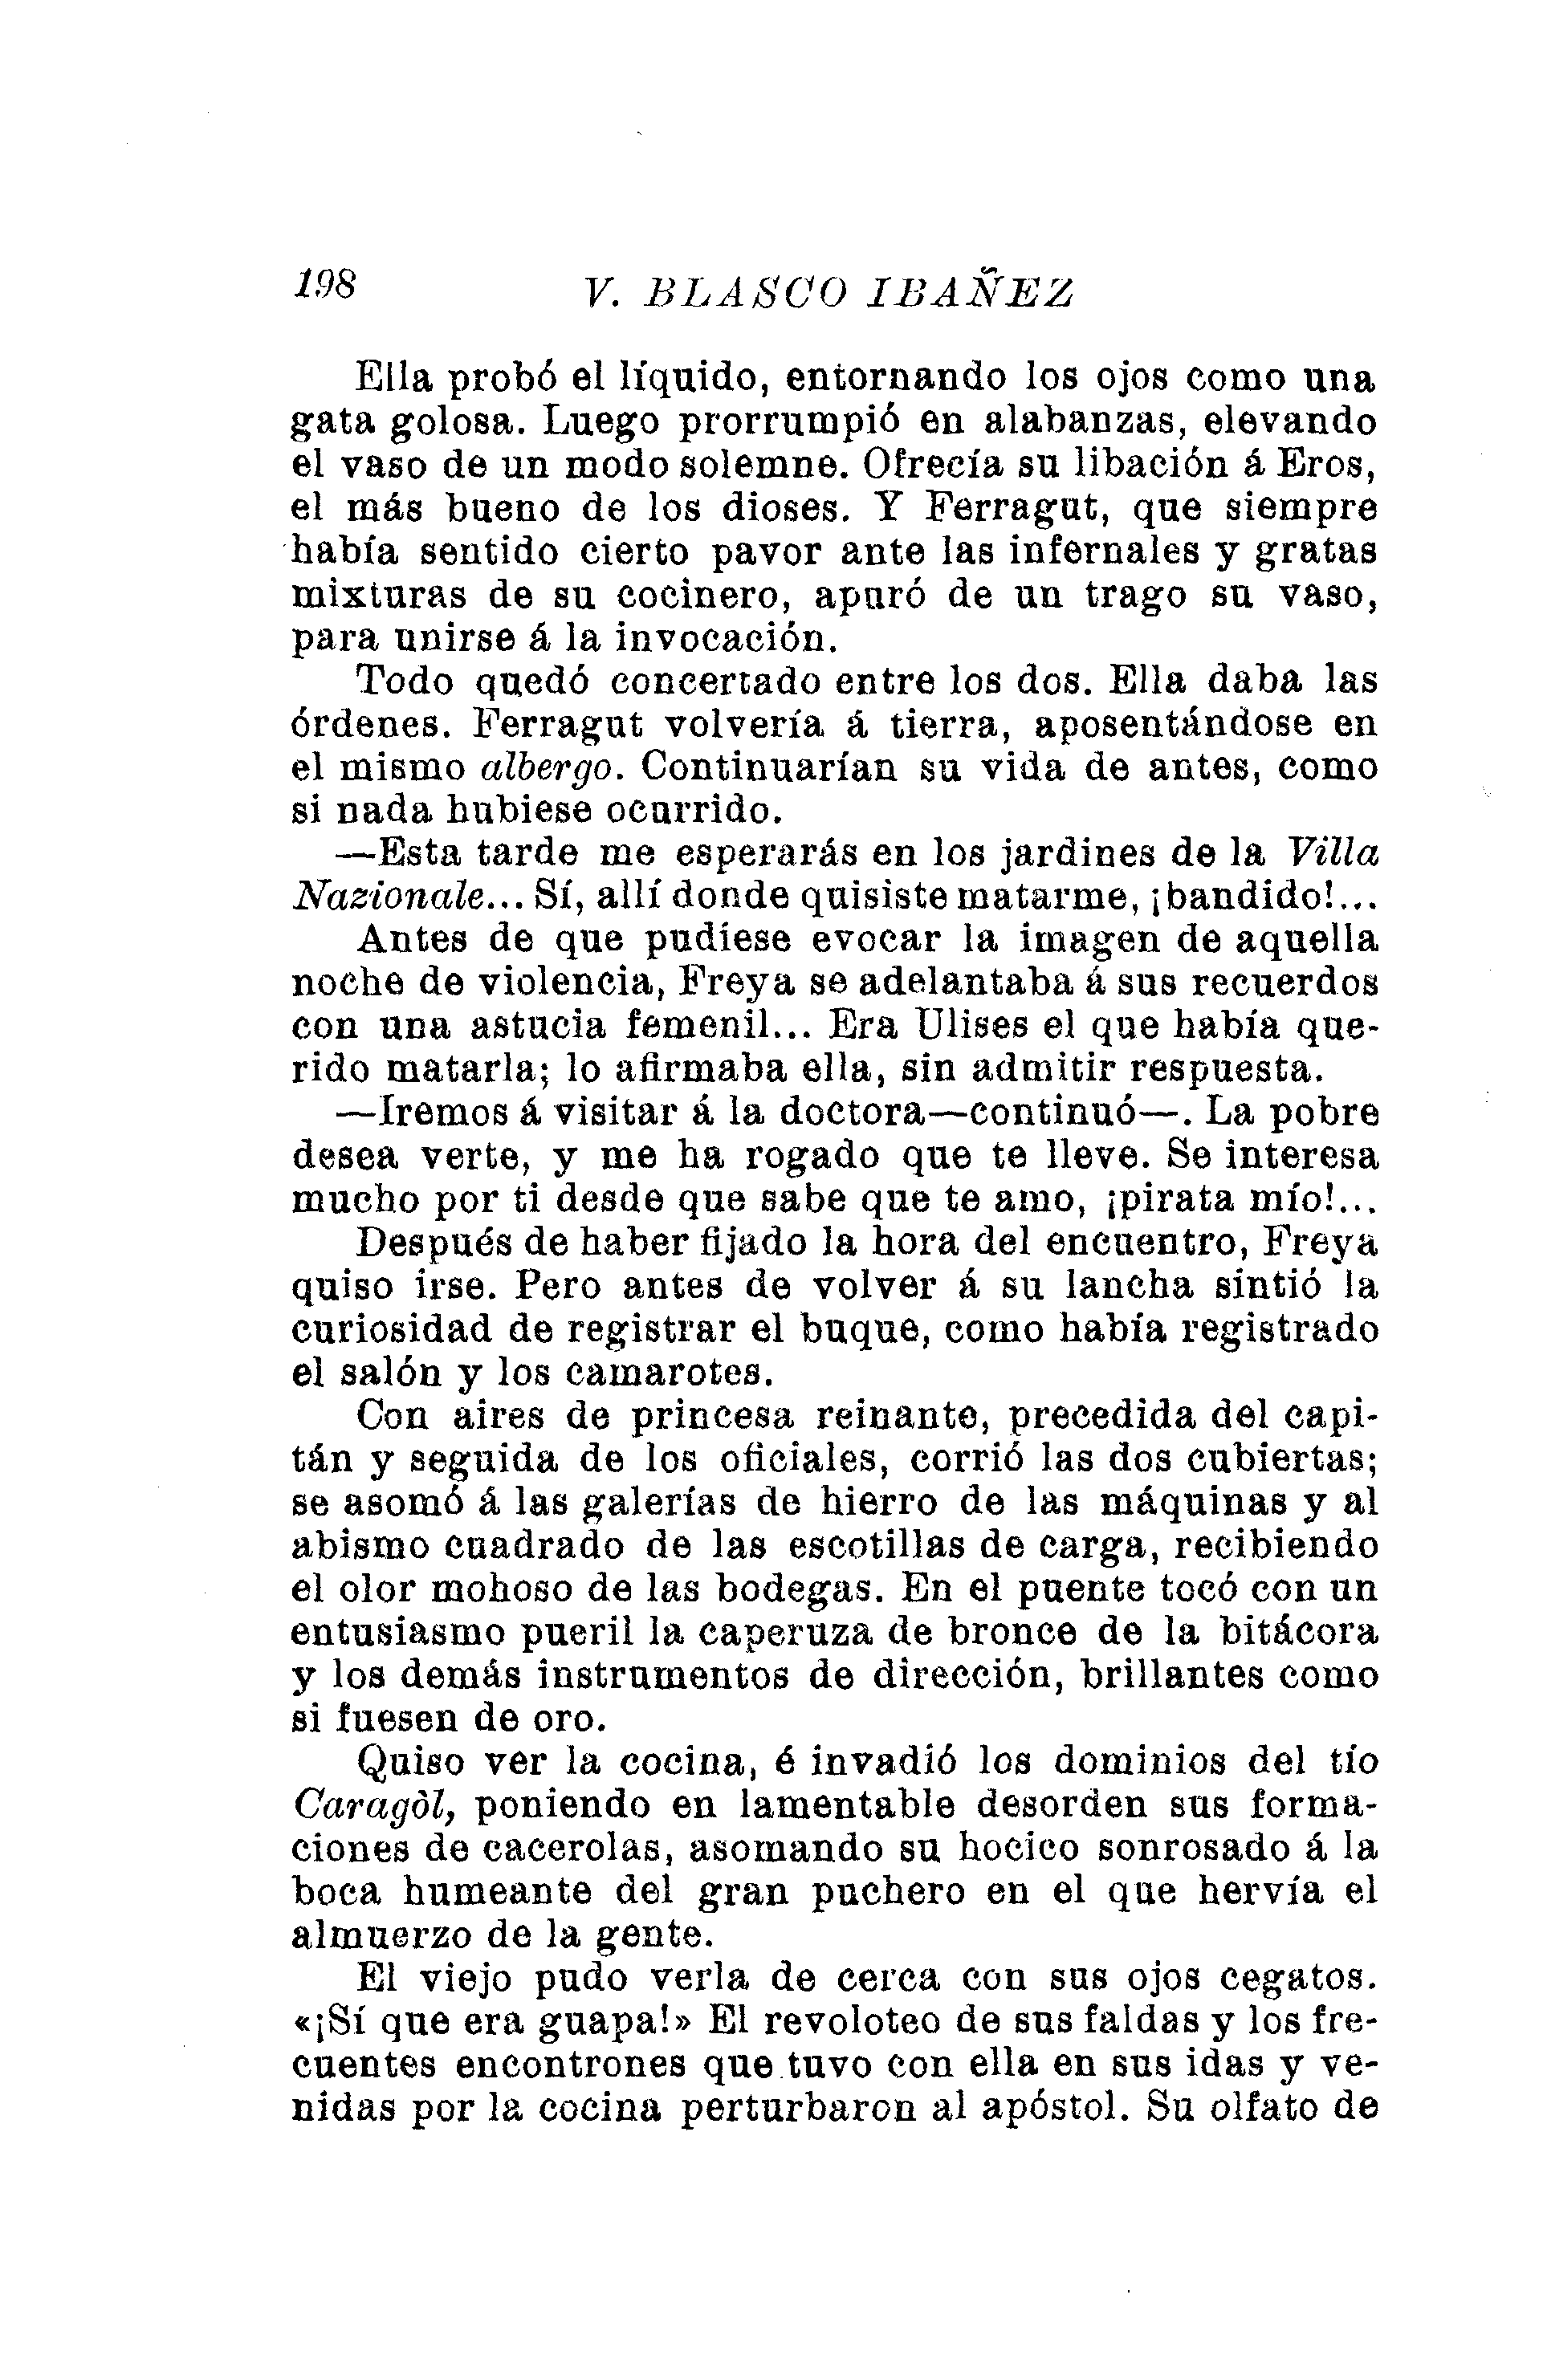 198
V. BLASCO IBAÑEZ
Ella probó el líquido, entornando los ojos como una
gata golosa. Luego prorrumpió en alabanzas, elevando
el vaso de un modo solemne. Ofrecía su libación á Eros,
el más bueno de los dioses. Y Ferragut, que siempre
había sentido cierto pavor ante las infernales y gratas
mixturas de su cocinero, apuró de un trago su vaso,
para unirse á la invocación.
Todo quedó concertado entre los dos. Ella daba las
órdenes. Ferragut volvería á tierra, aposentándose en
el mismo albergo. Continuarían su vida de antes, como
si nada hubiese ocurrido.
—Esta tarde me esperarás en los jardines de la Villa
Nazionale... Sí, allí donde quisiste matarme, ¡bandido!...
Antes de que pudiese evocar la imagen de aquella
noche de violencia, Freya se adelantaba á sus recuerdos
con una astucia femenil... Era Ulises el que había que-
rido matarla; lo afirmaba ella, sin admitir respuesta.
—Iremos á visitar á la doctora—continuó—. La pobre
desea verte, y me ha rogado que te lleve. Se interesa
mucho por ti desde que sabe que te amo, ¡pirata mío!...
Después de haber fijado la hora del encuentro, Freya
quiso irse. Pero antes de volver á su lancha sintió la
curiosidad de registrar el buque, como había registrado
el salón y los camarotes.
Con aires de princesa reinante, precedida del capi-
tán y seguida de los oficiales, corrió las dos cubiertas;
se asomó á las galerías de hierro de las máquinas y al
abismo cuadrado de las escotillas de carga, recibiendo
el olor mohoso de las bodegas. En el puente tocó con un
entusiasmo pueril la caperuza de bronce de la bitácora
y los demás instrumentos de dirección, brillantes como
si fuesen de oro.
Quiso ver la cocina, é invadió los dominios del tío
Caragòl, poniendo en lamentable desorden sus forma-
ciones de cacerolas, asomando su hocico sonrosado á la
boca humeante del gran puchero en el que hervía el
almuerzo de la gente.
El viejo pudo verla de cerca con sus ojos cegatos.
«¡Sí que era guapa!» El revoloteo de sus faldas y los fre-
cuentes encontrones que tuvo con ella en sus idas y ve-
nidas por la cocina perturbaron al apóstol. Su olfato de